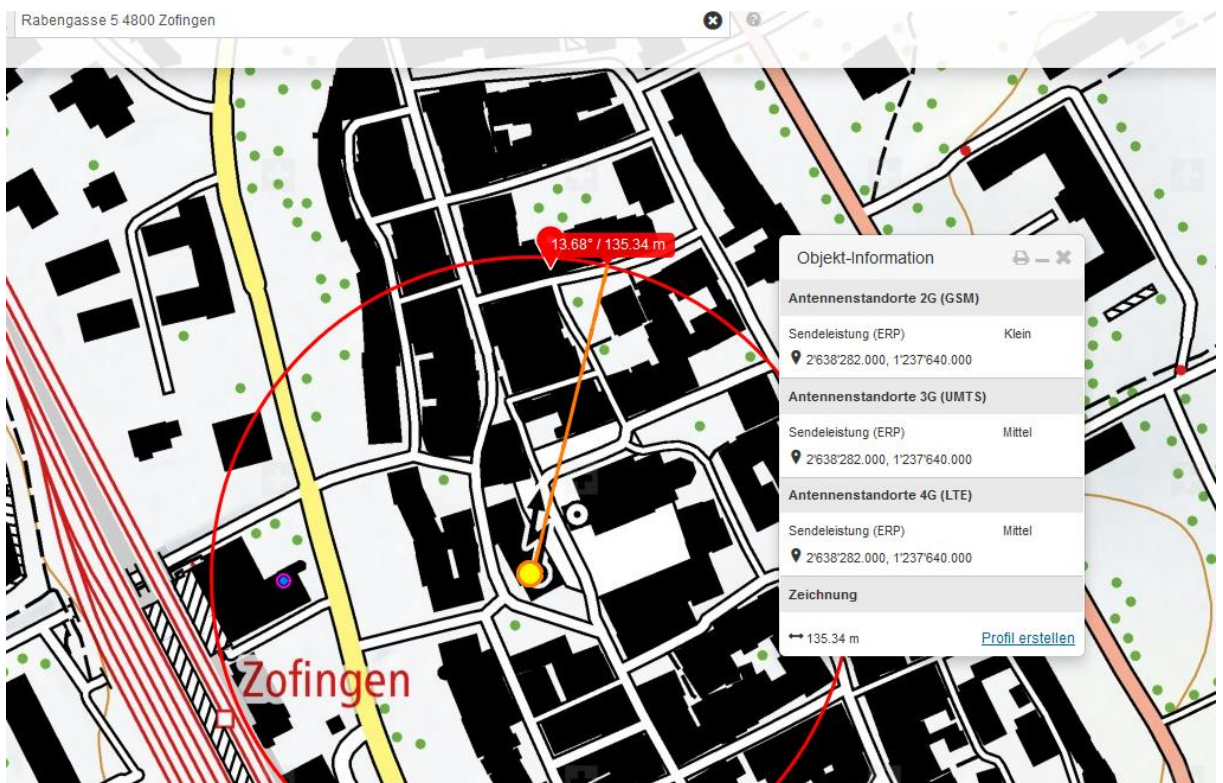 Rabengasse 5 4800 Zofingen
13.68° / 135.34 m
Objekt-Information
Antennenstandorte 2G (GSM)
Sendeleistung (ERP) Klein
2'638'282.000, 1'237'640.000
Antennenstandorte 3G (UMTS)
Sendeleistung (ERP) Mittel
2'638'282.000, 1'237'640.000
Antennenstandorte 4G (LTE)
Sendeleistung (ERP) Mittel
2'638'282.000, 1'237'640.000
Zeichnung
135.34 m Profil erstellen
Zofingen